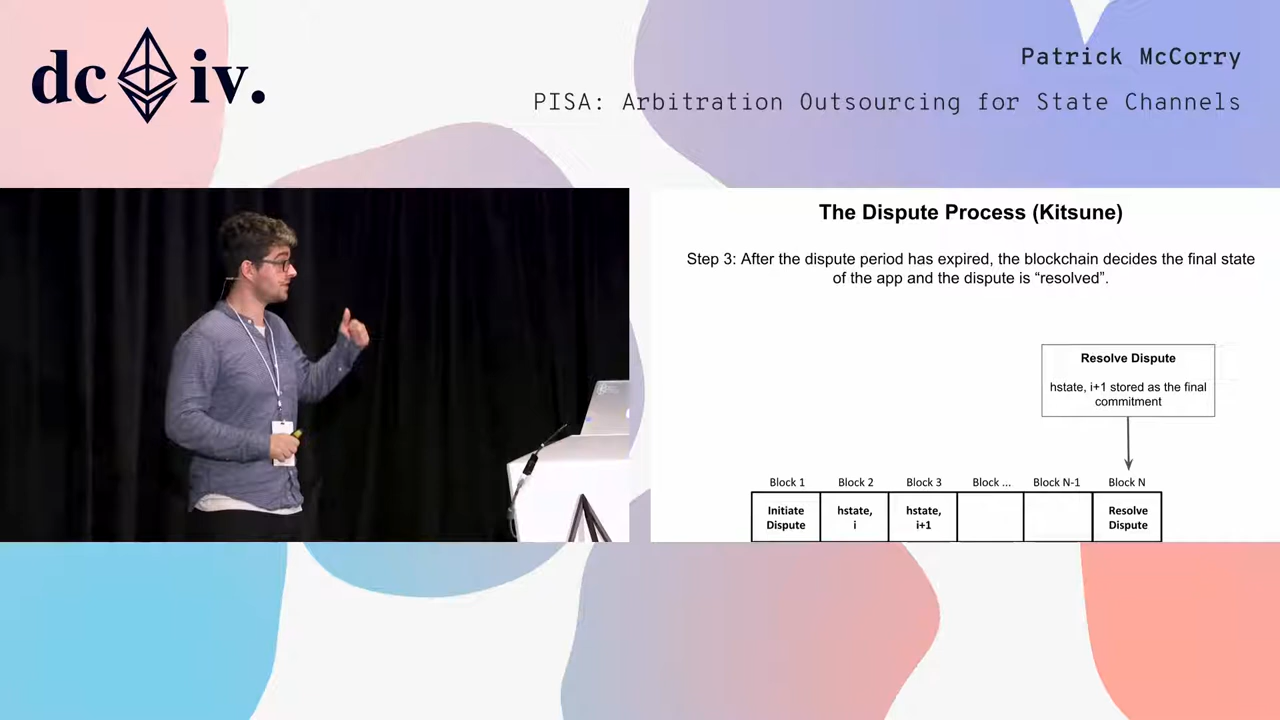 dc iv.
Patrick McCorry
PISA: Arbitration Outsourcing for State Channels
The Dispute Process (Kitsune)
Step 3: After the dispute period has expired, the blockchain decides the final state
of the app and the dispute is “resolved”.
Resolve Dispute
hstate, i+1 stored as the final
commitment
Block 1
Block 2
Block 3
Block ...
Block N-1
Block N
Initiate
Dispute
hstate,
i
hstate,
i+1
Resolve
Dispute